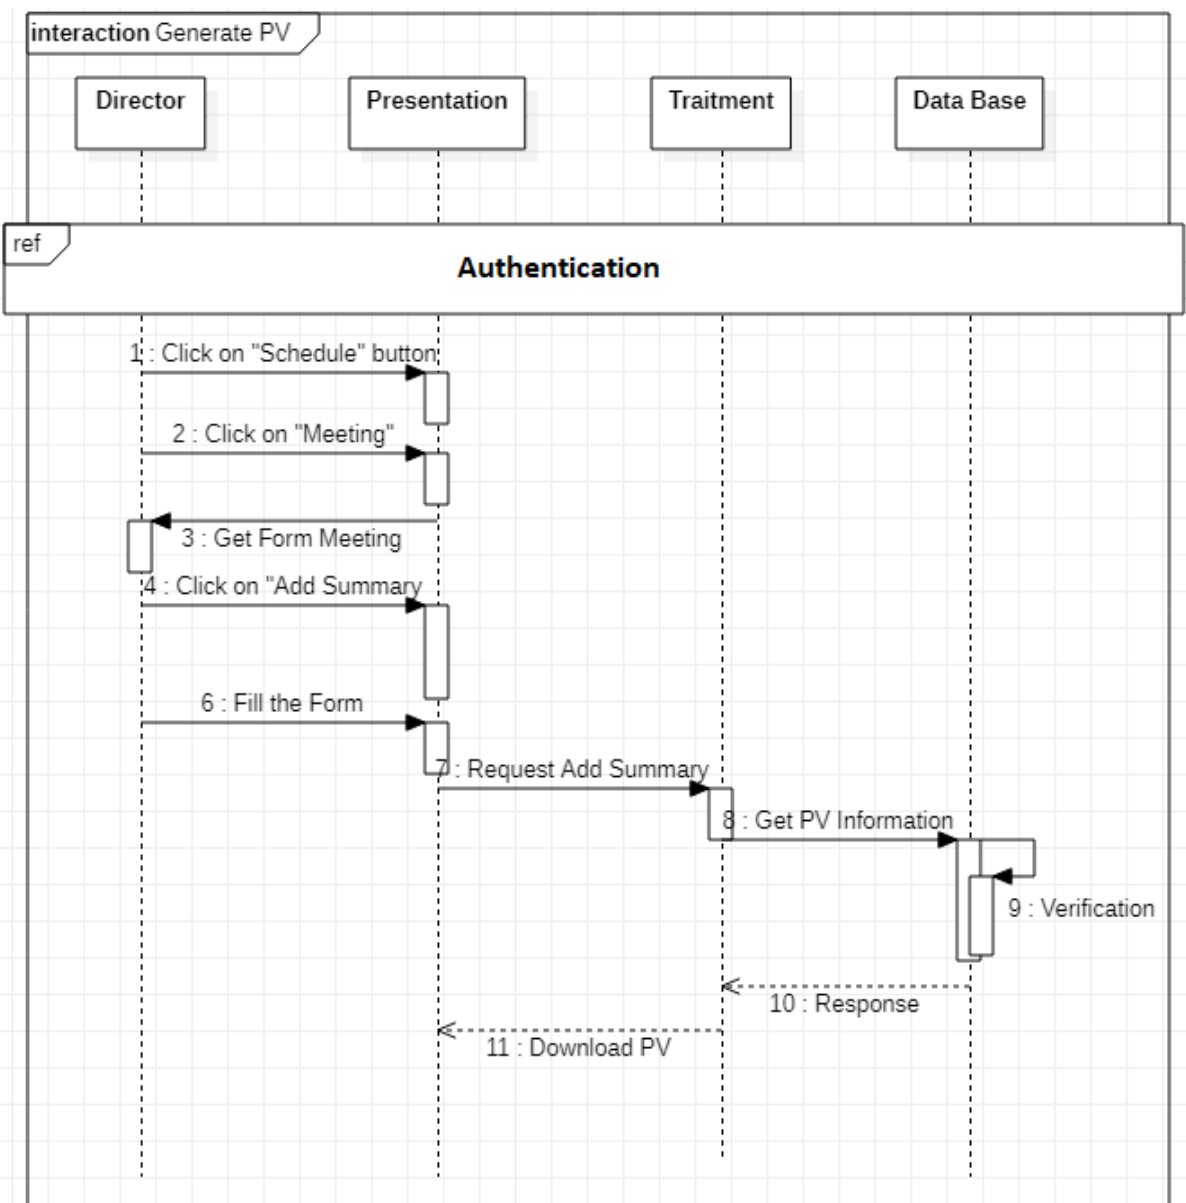 interaction Generate PV
Director
Presentation
Traitment
Data Base
ref
Authentication
1 : Click on "Schedule" button
2 : Click on "Meeting"
3 : Get Form Meeting
4 : Click on "Add Summary
6 : Fill the Form
7 : Request Add Summary
8 : Get PV Information
9 : Verification
10 : Response
11 : Download PV